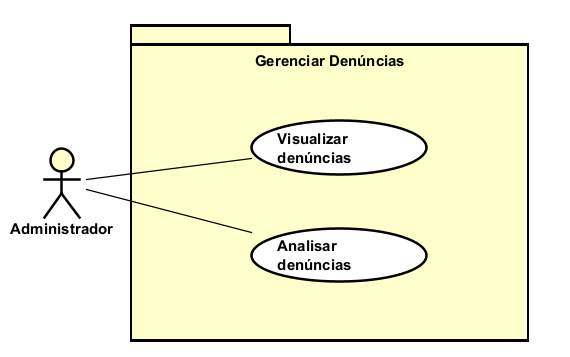 Gerenciar Denúncias
Visualizar
denúncias
Administrador
Analisar
denúncias